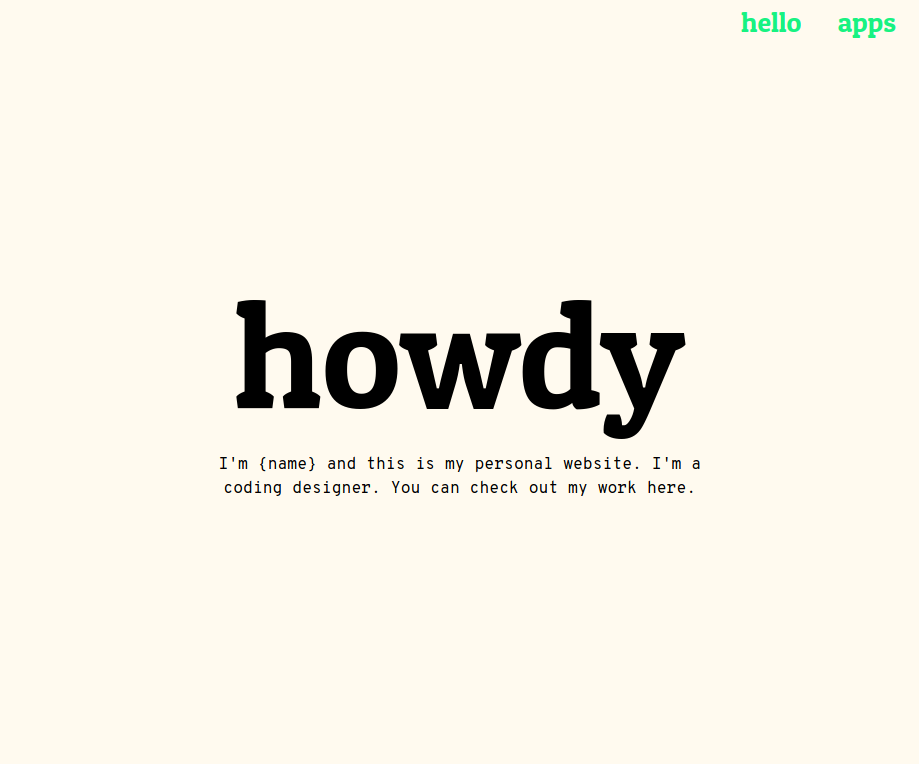 hello apps
howdy
I'm {name} and this is my personal website. I'm a
coding designer. You can check out my work here.